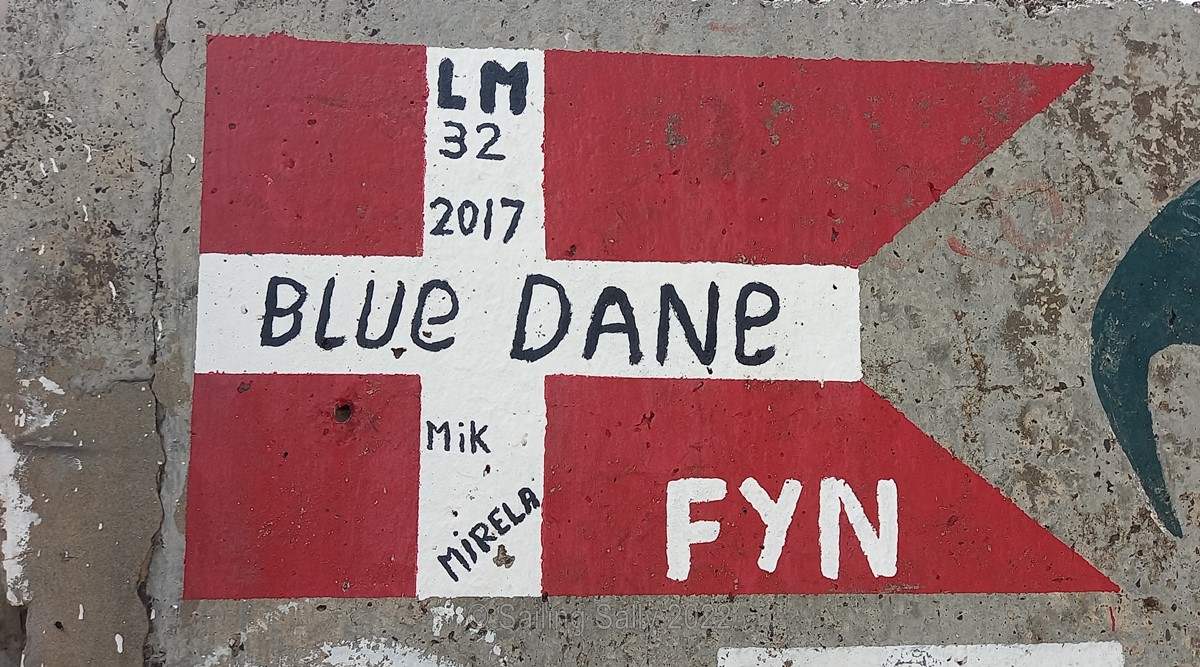 LM
32
2017
BLUe DANe
MiK
MiRELA
FYN
© Sailing Sally 2022